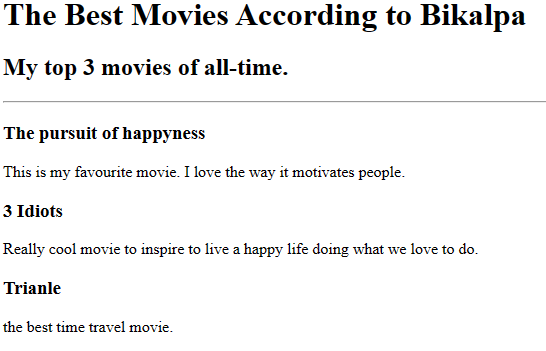 The Best Movies According to Bikalpa
My top 3 movies of all-time.
The pursuit of happyness
This is my favourite movie. I love the way it motivates people.
3 Idiots
Really cool movie to inspire to live a happy life doing what we love to do.
Trianle
the best time travel movie.